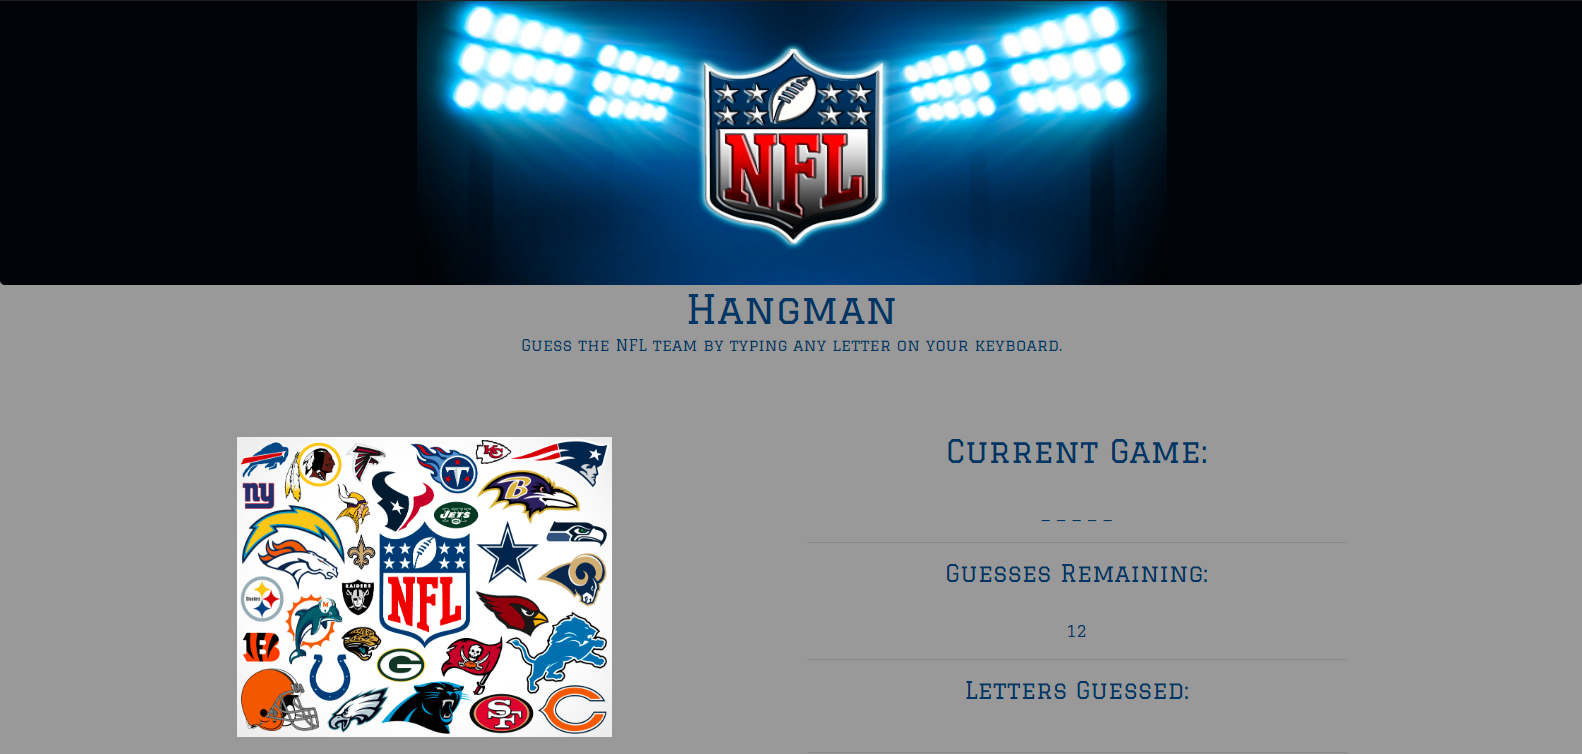 NFL
Hangman
Guess the NFL team by typing any letter on your keyboard.
ny
KC
B
JETS
T
Steelers
RAIDERS
M
NFL
G
SF
C
Current Game:
_ _ _ _ _
Guesses Remaining:
12
Letters Guessed: